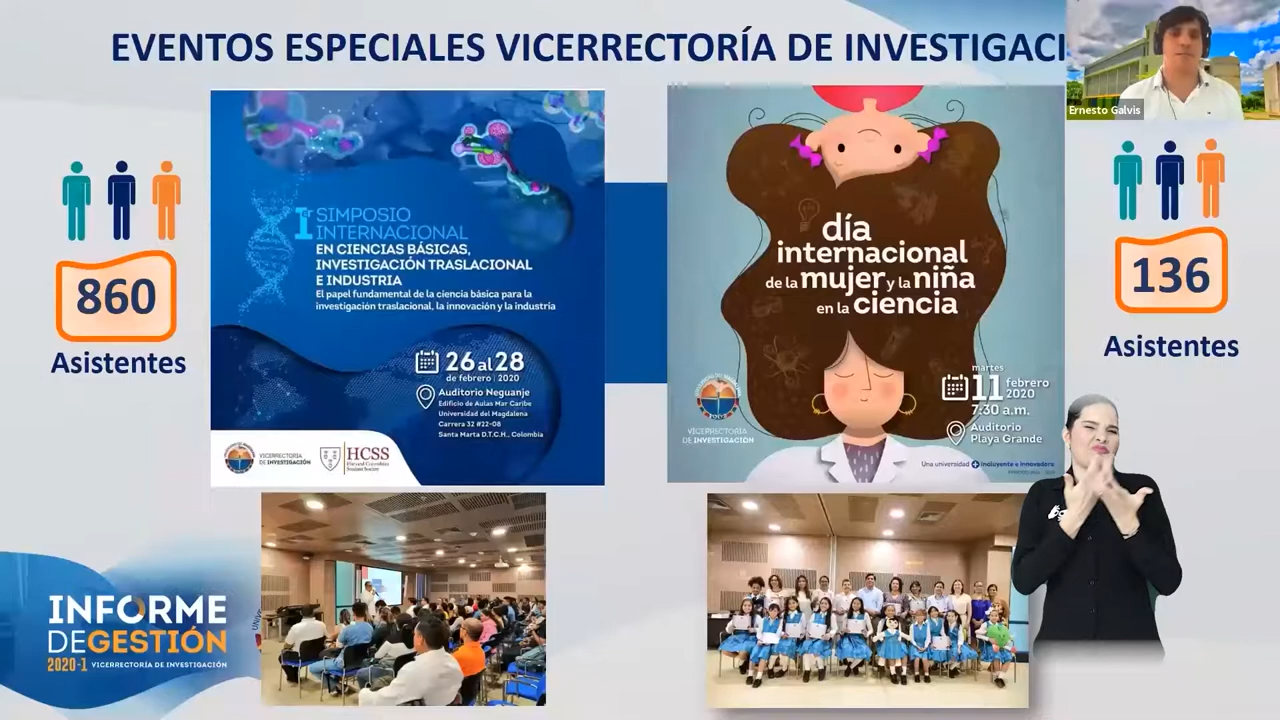 EVENTOS ESPECIALES VICERRECTORÍA DE INVESTIGACI
Ernesto Galvis
860
Asistentes
1er SIMPOSIO
INTERNACIONAL
EN CIENCIAS BÁSICAS,
INVESTIGACIÓN TRASLACIONAL
E INDUSTRIA
El papel fundamental de la ciencia básica para la
investigación traslacional, la innovación y la industria
26 al 28
de febrero | 2020
Auditorio Neguanje
Edificio de Aulas Mar Caribe
Universidad del Magdalena
Carrera 32 #22-08
Santa Marta D.T.C.H., Colombia
VICERRECTORÍA
DE INVESTIGACIÓN
HCSS
Harvard Colombian
Student Society
día
internacional
de la mujer y la niña
en la ciencia
martes
11 febrero
2020
7:30 a.m.
Auditorio
Playa Grande
VICERRECTORÍA
DE INVESTIGACIÓN
Una universidad + incluyente e innovadora
136
Asistentes
INFORME
DEGESTIÓN
2020-1 VICERRECTORÍA DE INVESTIGACIÓN